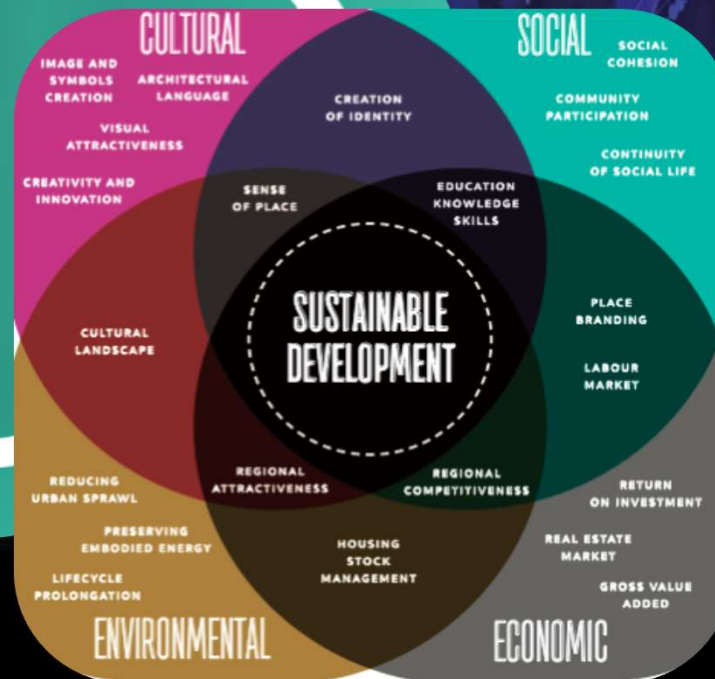 CULTURAL
IMAGE AND
SYMBOLS
CREATION
ARCHITECTURAL
LANGUAGE
VISUAL
ATTRACTIVENESS
CREATIVITY AND
INNOVATION
CREATION
OF IDENTITY
SOCIAL
SOCIAL
COHESION
COMMUNITY
PARTICIPATION
CONTINUITY
OF SOCIAL LIFE
SENSE
OF PLACE
EDUCATION
KNOWLEDGE
SKILLS
CULTURAL
LANDSCAPE
SUSTAINABLE
DEVELOPMENT
PLACE
BRANDING
LABOUR
MARKET
REGIONAL
ATTRACTIVENESS
REGIONAL
COMPETITIVENESS
REDUCING
URBAN SPRAWL
PRESERVING
EMBODIED ENERGY
LIFECYCLE
PROLONGATION
ENVIRONMENTAL
HOUSING
STOCK
MANAGEMENT
RETURN
ON INVESTMENT
REAL ESTATE
MARKET
GROSS VALUE
ADDED
ECONOMIC